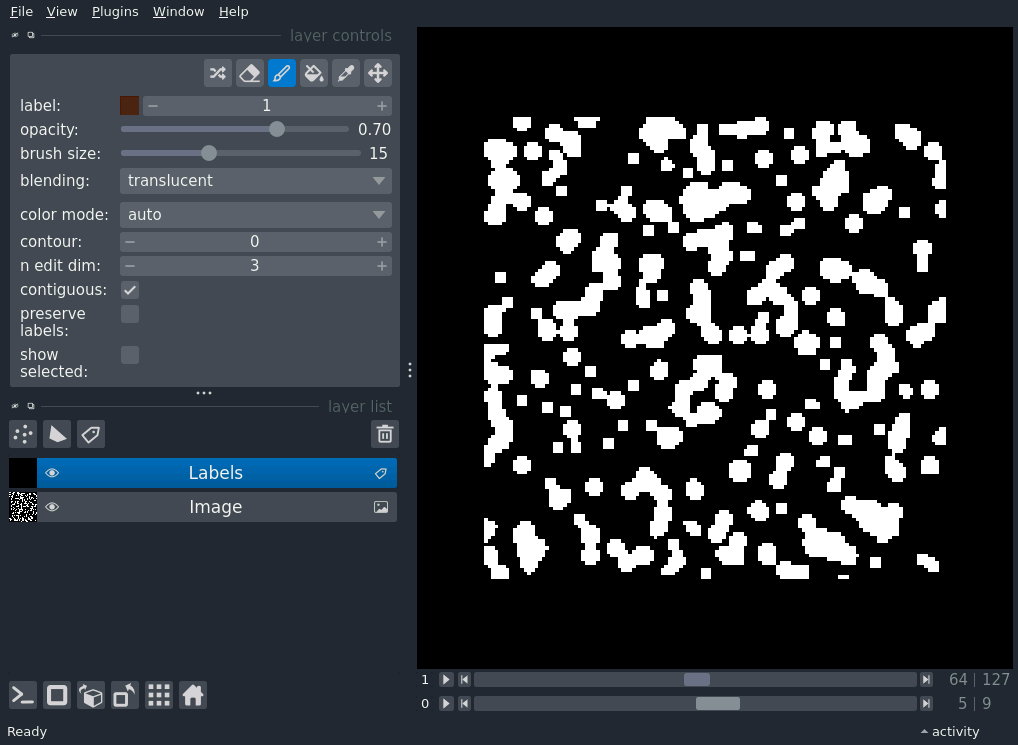 File View Plugins Window Help
layer controls
label: 1
opacity: 0.70
brush size: 15
blending: translucent
color mode: auto
contour: 0
n edit dim: 3
contiguous:
preserve
labels:
show
selected:
layer list
Labels
Image
1 64 | 127
0 5 | 9
Ready activity